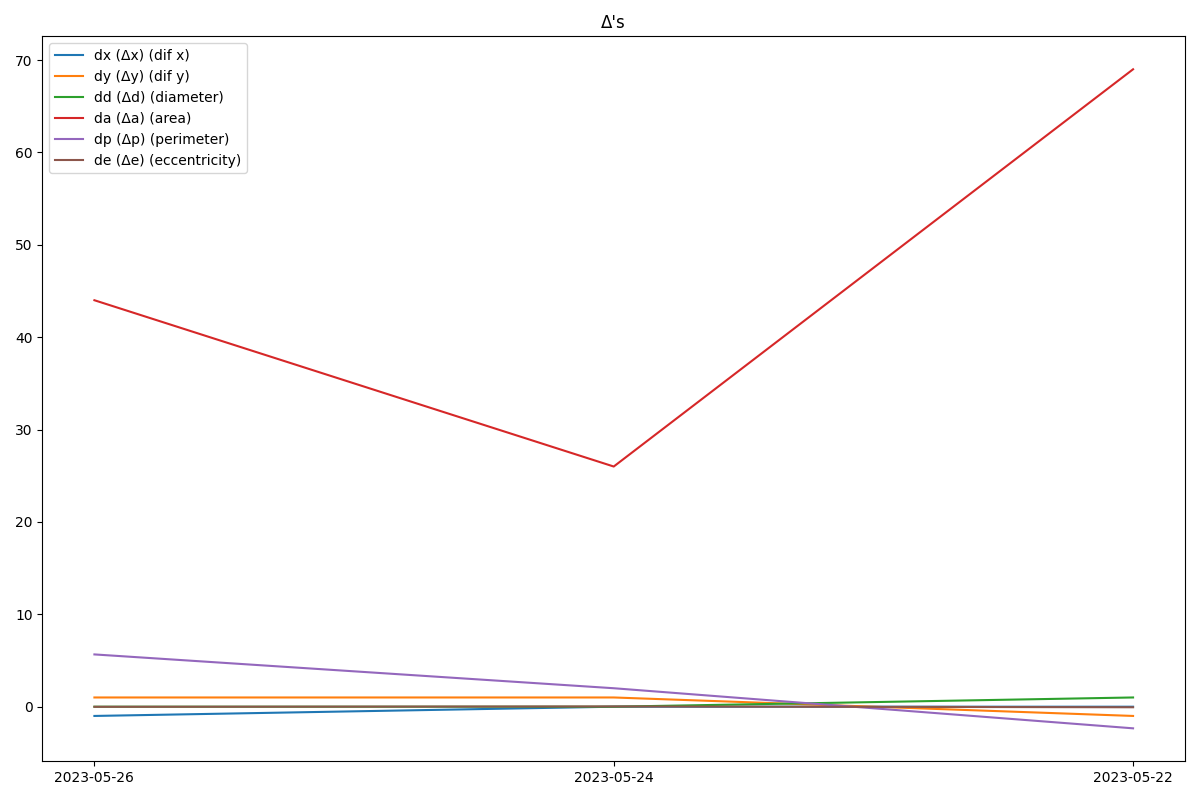 Δ's
dx (Δx) (dif x)
dy (Δy) (dif y)
dd (Δd) (diameter)
da (Δa) (area)
dp (Δp) (perimeter)
de (Δe) (eccentricity)
70
60
50
40
30
20
10
0
2023-05-26 2023-05-24 2023-05-22